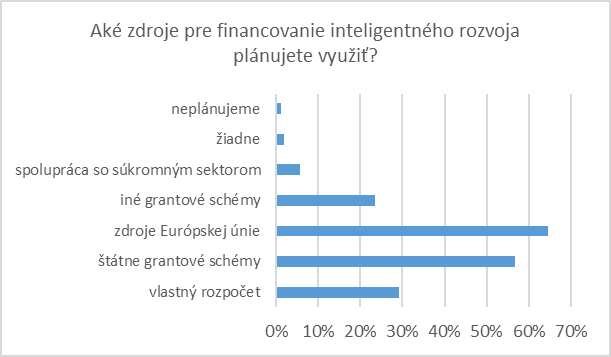 Aké zdroje pre financovanie inteligentného rozvoja
plánujete využiť?
neplánujeme
žiadne
spolupráca so súkromným sektorom
iné grantové schémy
zdroje Európskej únie
štátne grantové schémy
vlastný rozpočet
0% 10% 20% 30% 40% 50% 60% 70%